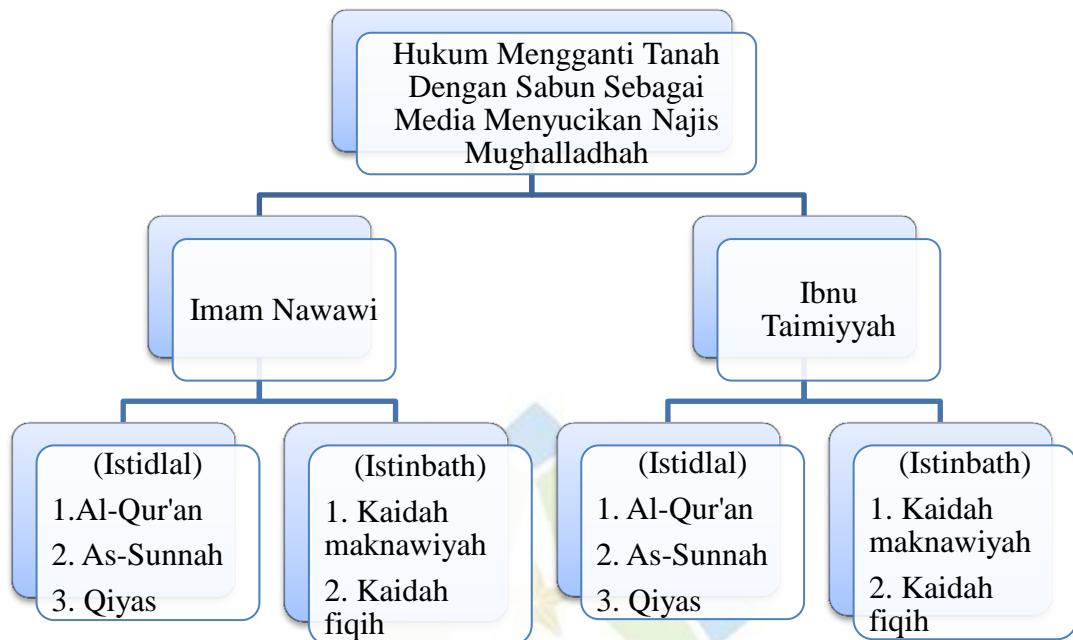 Hukum Mengganti Tanah
Dengan Sabun Sebagai
Media Menyucikan Najis
Mughalladhah
Imam Nawawi
Ibnu
Taimiyyah
(Istidlal)
1.Al-Qur'an
2. As-Sunnah
3. Qiyas
(Istinbath)
1. Kaidah
maknawiyah
2. Kaidah
fiqih
(Istidlal)
1. Al-Qur'an
2. As-Sunnah
3. Qiyas
(Istinbath)
1. Kaidah
maknawiyah
2. Kaidah
fiqih